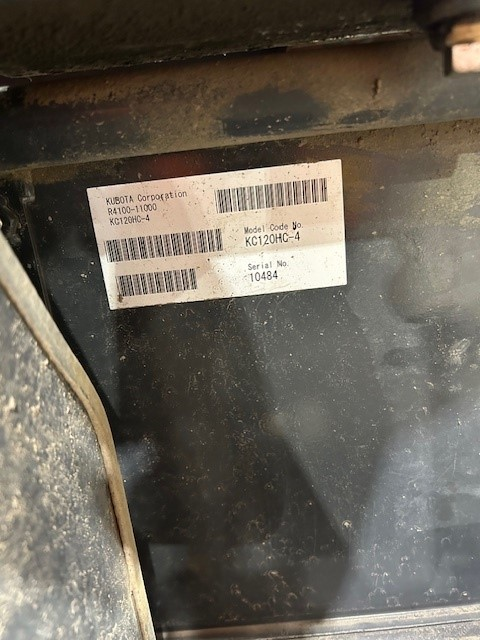 KUBOTA Corporation
R4100-11000
KC120HC-4
Model Code No.
KC120HC-4
Serial No.
10484